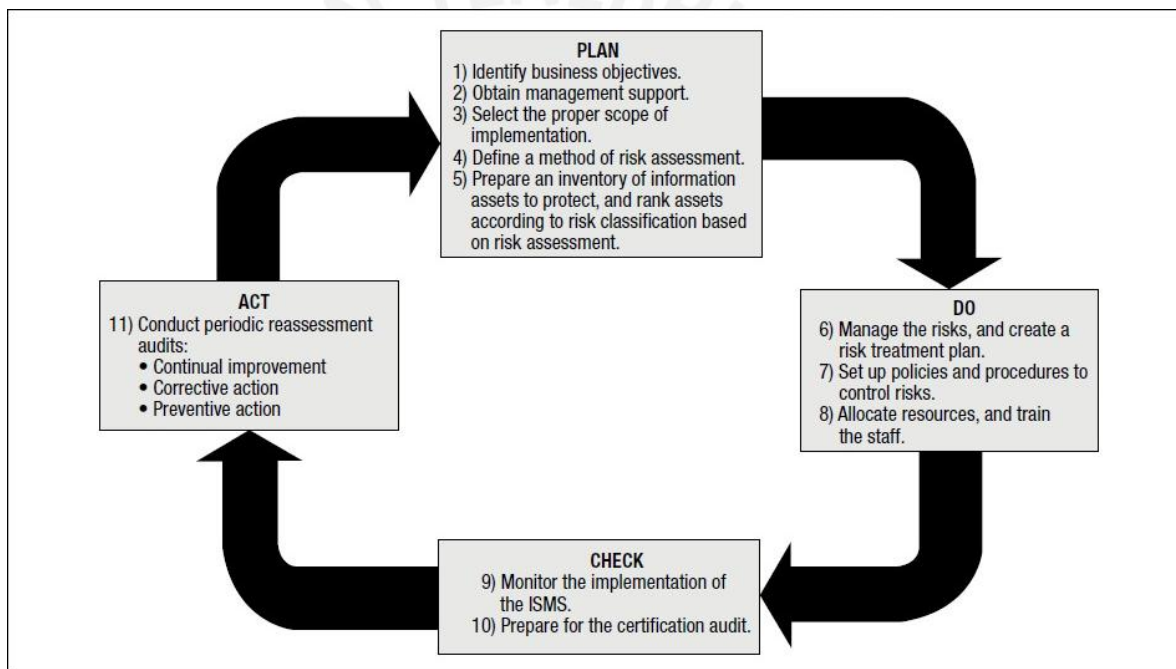 PLAN
1) Identify business objectives.
2) Obtain management support.
3) Select the proper scope of
implementation.
4) Define a method of risk assessment.
5) Prepare an inventory of information
assets to protect, and rank assets
according to risk classification based
on risk assessment.
DO
6) Manage the risks, and create a
risk treatment plan.
7) Set up policies and procedures to
control risks.
8) Allocate resources, and train
the staff.
CHECK
9) Monitor the implementation of
the ISMS.
10) Prepare for the certification audit.
ACT
11) Conduct periodic reassessment
audits:
• Continual improvement
• Corrective action
• Preventive action